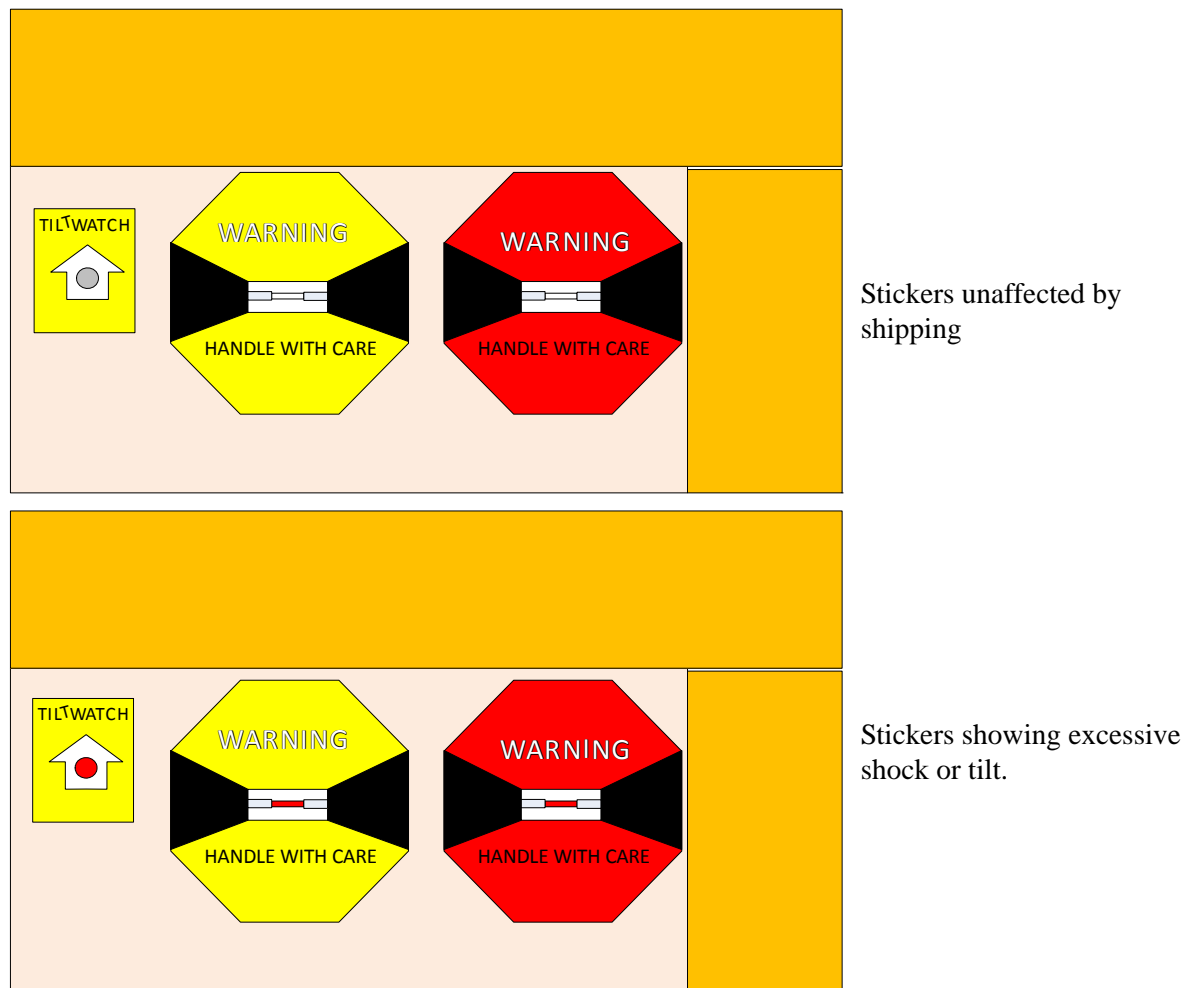 TILTWATCH
WARNING
WARNING
HANDLE WITH CARE
HANDLE WITH CARE
Stickers unaffected by
shipping
TILTWATCH
WARNING
WARNING
HANDLE WITH CARE
HANDLE WITH CARE
Stickers showing excessive
shock or tilt.